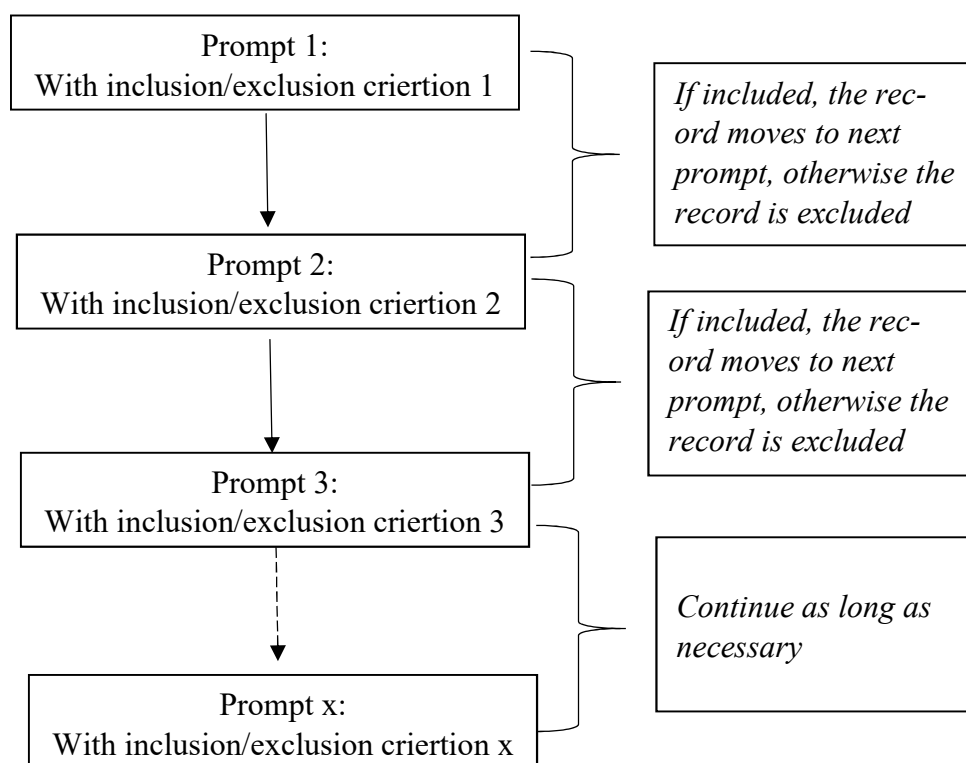 Prompt 1:
With inclusion/exclusion criertion 1
If included, the rec-
ord moves to next
prompt, otherwise the
record is excluded
Prompt 2:
With inclusion/exclusion criertion 2
If included, the rec-
ord moves to next
prompt, otherwise the
record is excluded
Prompt 3:
With inclusion/exclusion criertion 3
Continue as long as
necessary
Prompt x:
With inclusion/exclusion criertion x